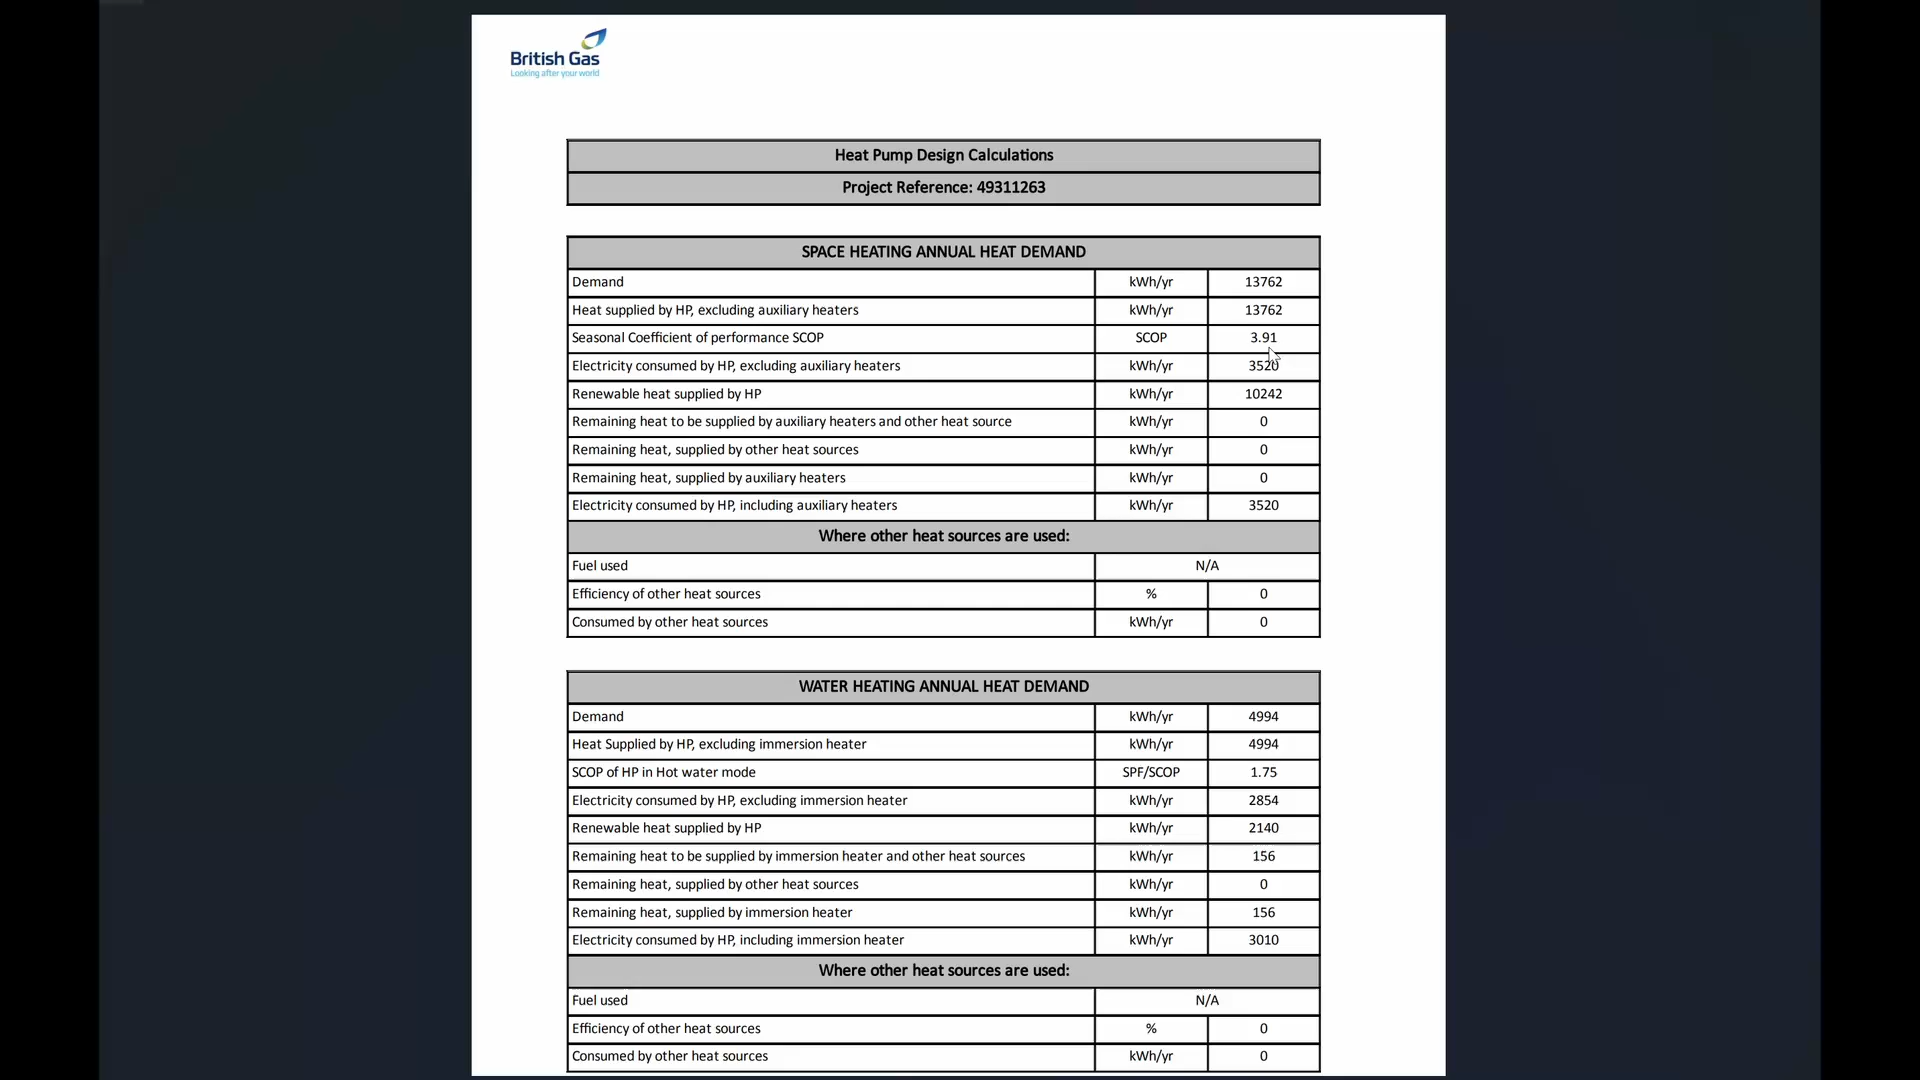 British Gas
Looking after your world
Heat Pump Design Calculations
Project Reference: 49311263
SPACE HEATING ANNUAL HEAT DEMAND
Demand kWh/yr 13762
Heat supplied by HP, excluding auxiliary heaters kWh/yr 13762
Seasonal Coefficient of performance SCOP SCOP 3.91
Electricity consumed by HP, excluding auxiliary heaters kWh/yr 3520
Renewable heat supplied by HP kWh/yr 10242
Remaining heat to be supplied by auxiliary heaters and other heat source kWh/yr 0
Remaining heat, supplied by other heat sources kWh/yr 0
Remaining heat, supplied by auxiliary heaters kWh/yr 0
Electricity consumed by HP, including auxiliary heaters kWh/yr 3520
Where other heat sources are used:
Fuel used N/A
Efficiency of other heat sources % 0
Consumed by other heat sources kWh/yr 0
WATER HEATING ANNUAL HEAT DEMAND
Demand kWh/yr 4994
Heat Supplied by HP, excluding immersion heater kWh/yr 4994
SCOP of HP in Hot water mode SPF/SCOP 1.75
Electricity consumed by HP, excluding immersion heater kWh/yr 2854
Renewable heat supplied by HP kWh/yr 2140
Remaining heat to be supplied by immersion heater and other heat sources kWh/yr 156
Remaining heat, supplied by other heat sources kWh/yr 0
Remaining heat, supplied by immersion heater kWh/yr 156
Electricity consumed by HP, including immersion heater kWh/yr 3010
Where other heat sources are used:
Fuel used N/A
Efficiency of other heat sources % 0
Consumed by other heat sources kWh/yr 0